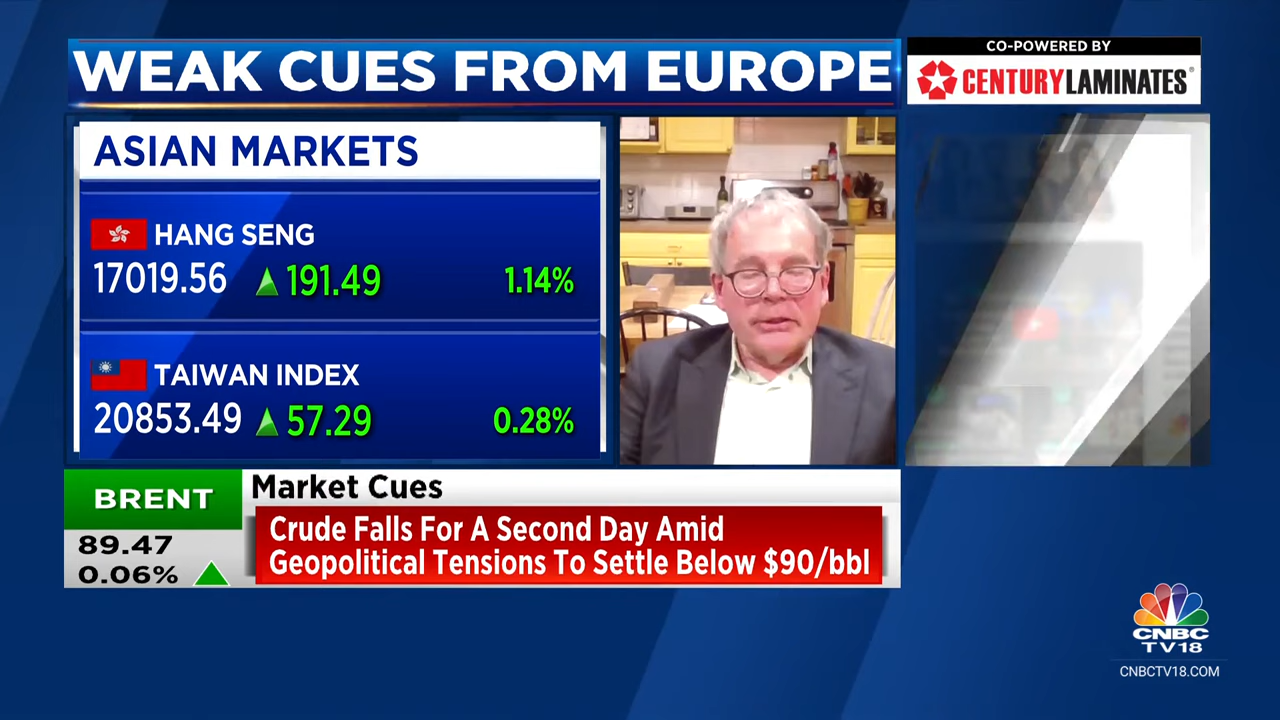 WEAK CUES FROM EUROPE
CO-POWERED BY
CENTURYLAMINATES®
ASIAN MARKETS
HANG SENG
17019.56 191.49 1.14%
TAIWAN INDEX
20853.49 57.29 0.28%
BRENT
89.47
0.06%
Market Cues
Crude Falls For A Second Day Amid
Geopolitical Tensions To Settle Below $90/bbl
CNBC
TV18
CNBCTV18.COM